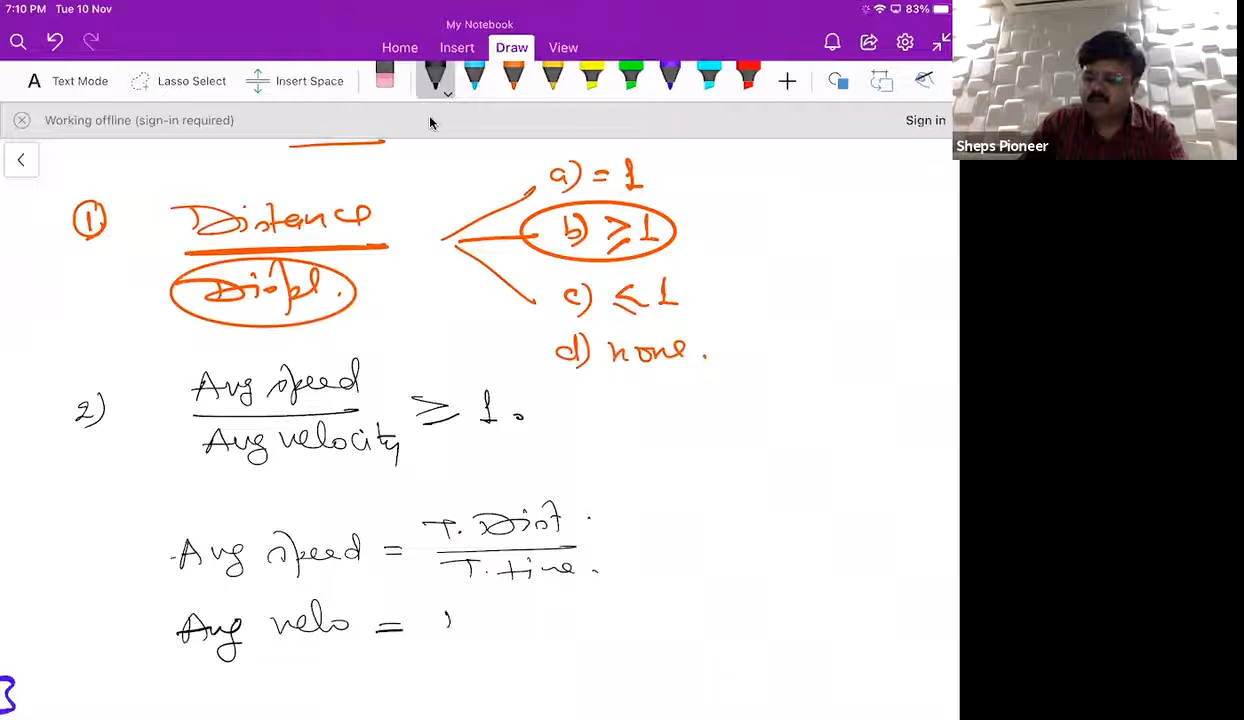 7:10 PM Tue 10 Nov
83%
My Notebook
Home Insert Draw View
A Text Mode Lasso Select Insert Space
Working offline (sign-in required) Sign in
Sheps Pioneer
a) = 1
① Distance
b) ≥ 1
Displ.
c) ≤ 1
d) none.
2) Avg speed
≥ 1.
Avg velocity
Avg speed = T. Dist
T. time.
Avg velo =
3